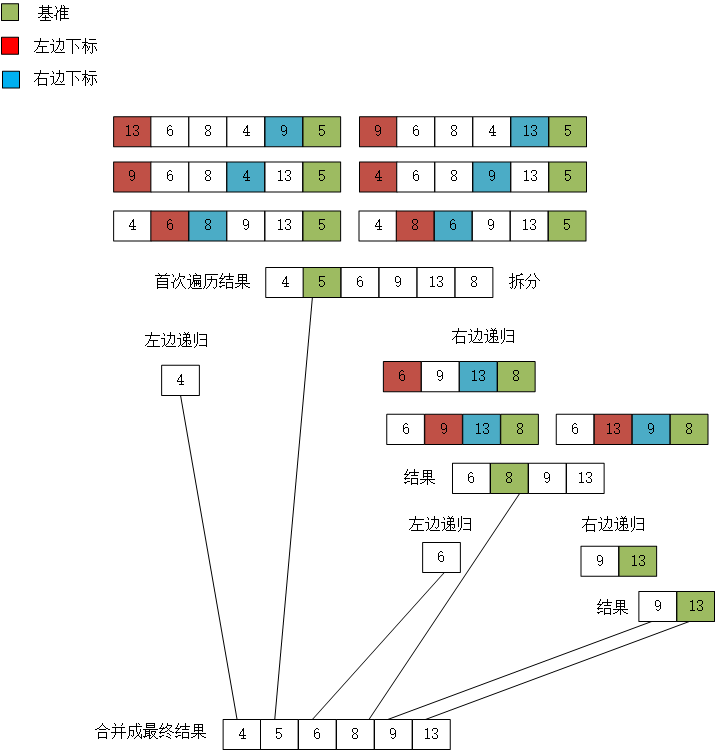 基准
左边下标
右边下标
13 6 8 4 9 5 9 6 8 4 13 5
9 6 8 4 13 5 4 6 8 9 13 5
4 6 8 9 13 5 4 8 6 9 13 5
首次遍历结果 4 5 6 9 13 8 拆分
左边递归 右边递归
4 6 9 13 8
6 9 13 8 6 13 9 8
结果 6 8 9 13
左边递归 右边递归
6 9 13
结果 9 13
合并成最终结果 4 5 6 8 9 13